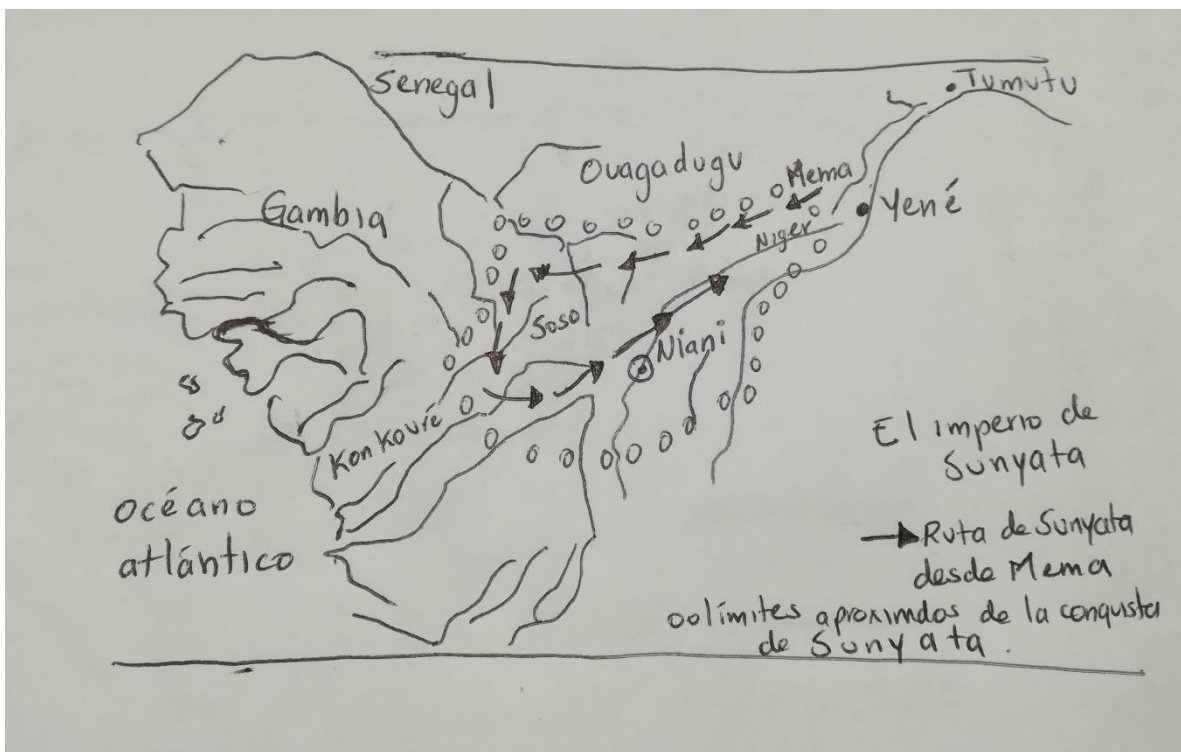 Senegal
Tumutu
Ouagadugu
Mema
Yené
Gambia
Niger
Soso
Niani
Konkouré
océano
atlántico
El imperio de
Sunyata
Ruta de Sunyata
desde Mema
oolímites aproximdos de la conquista
de Sunyata.